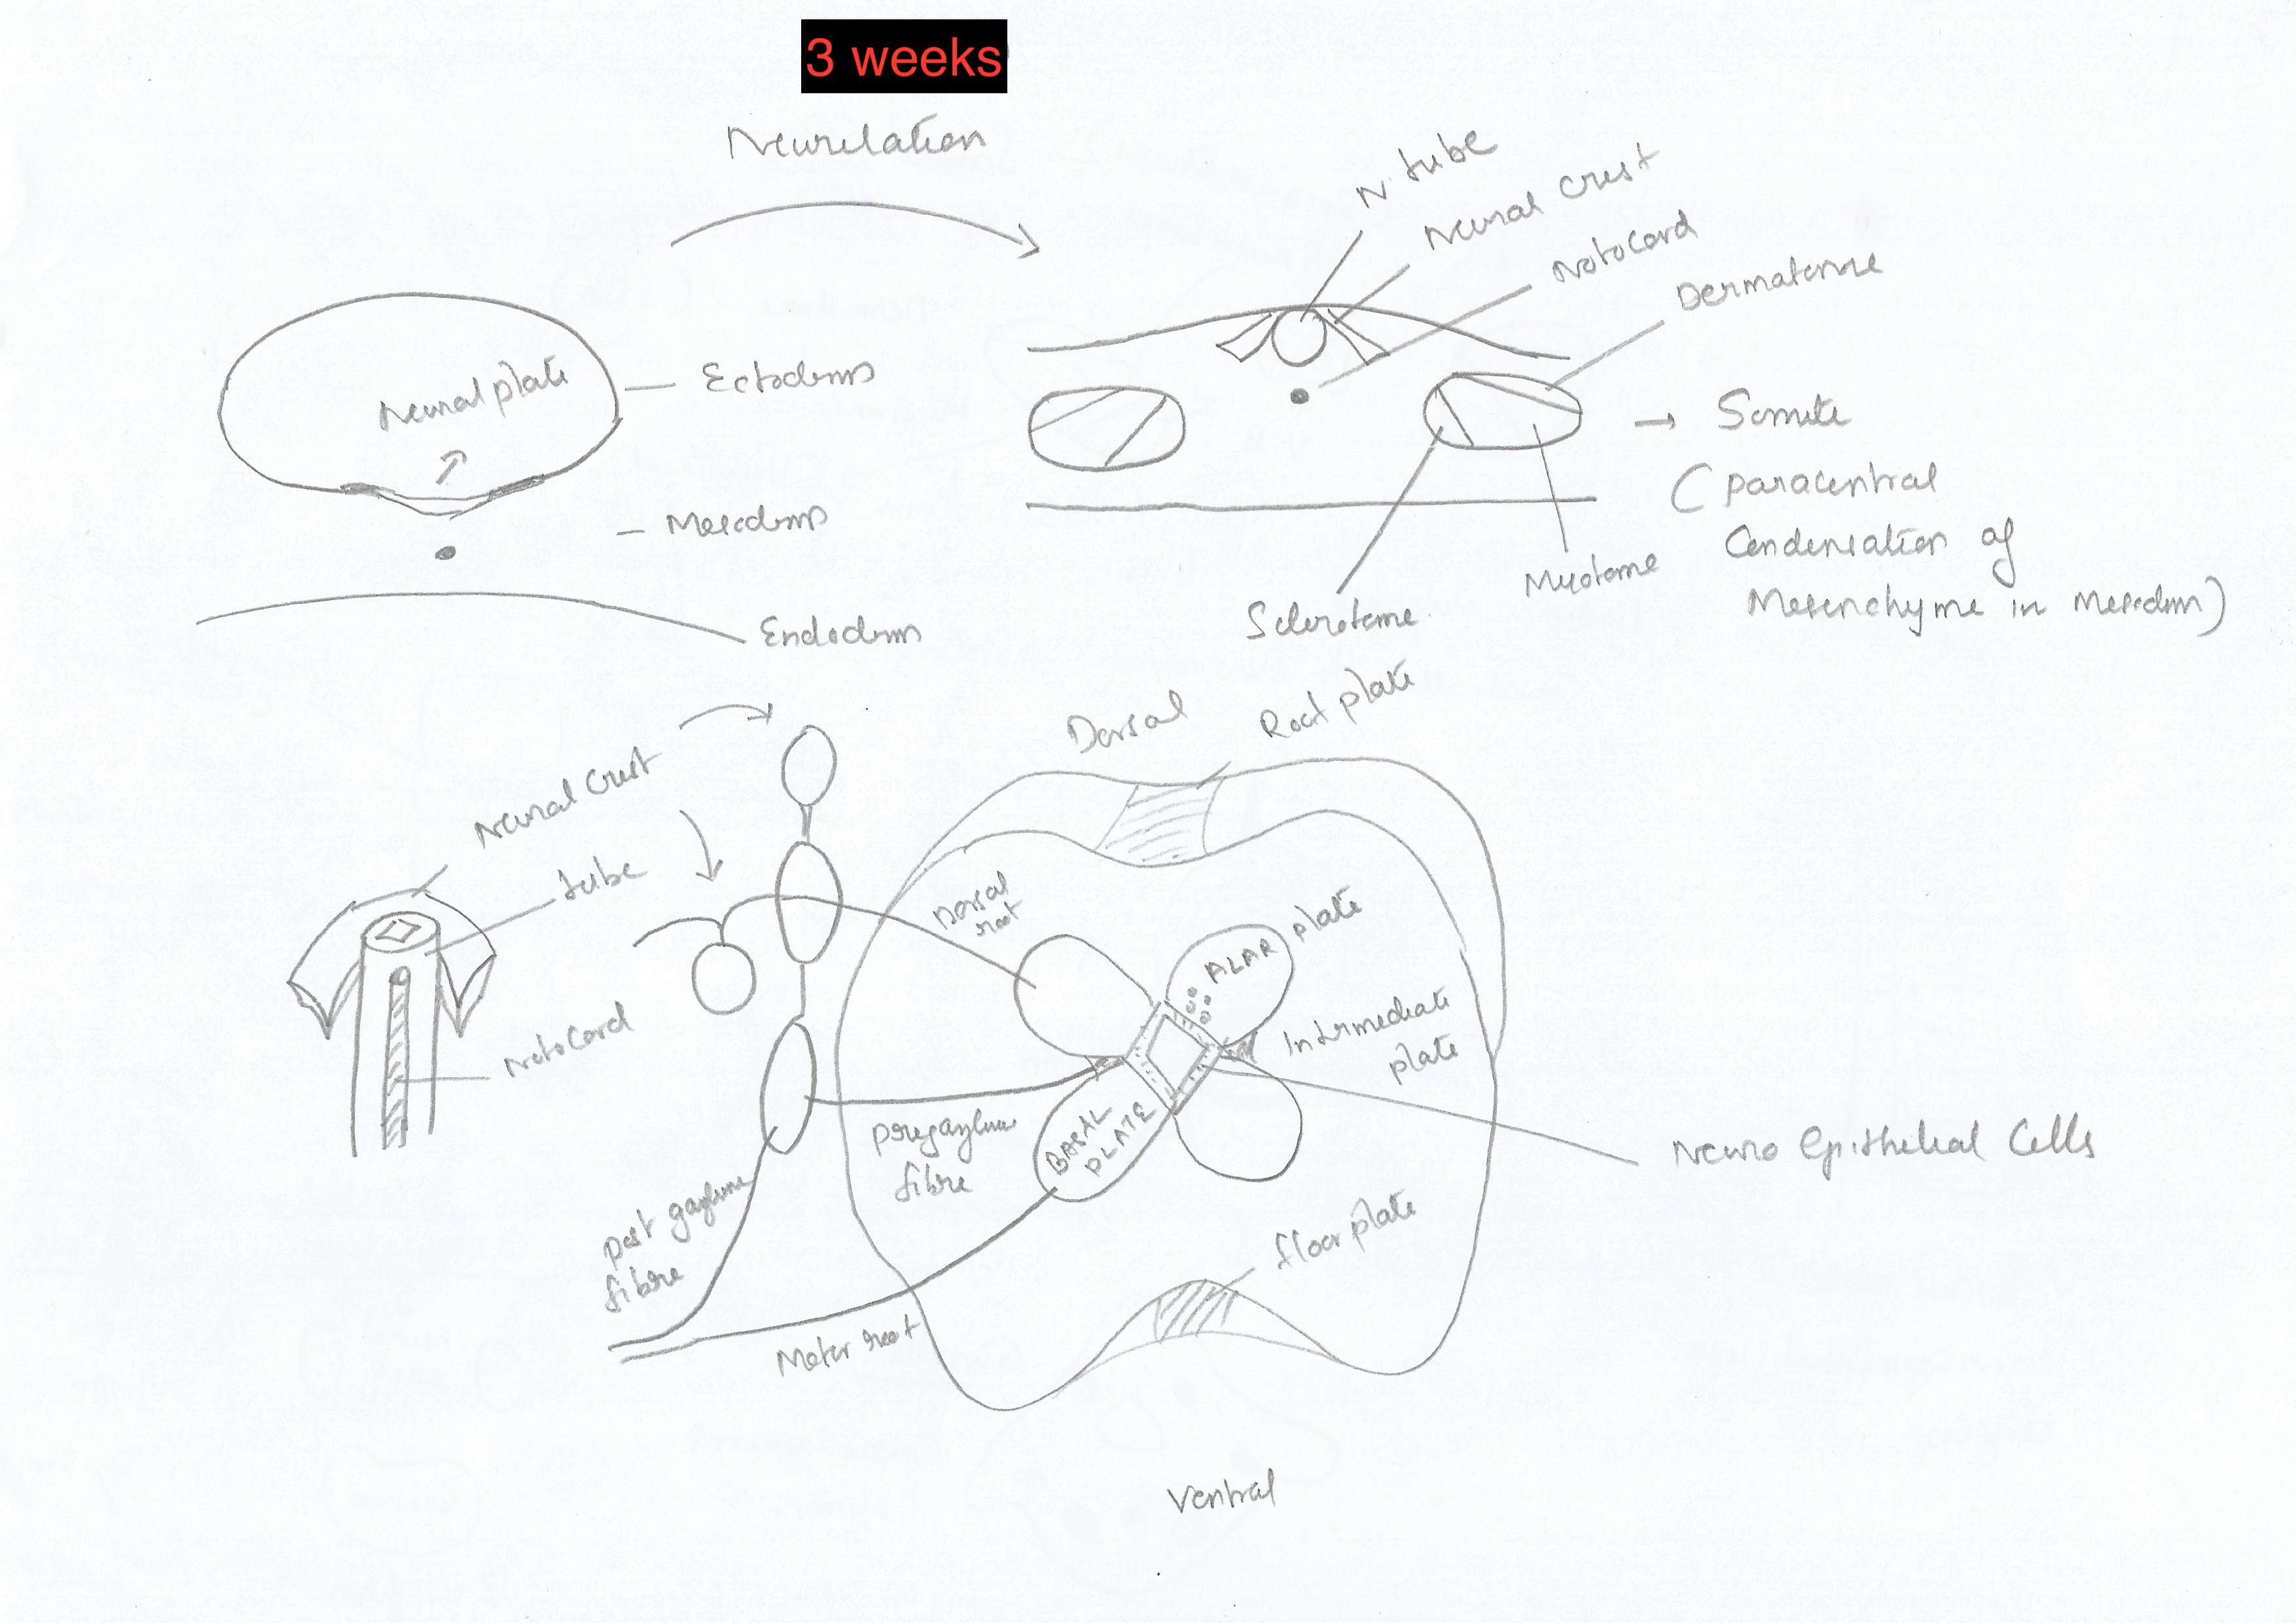 3 weeks
Neurulation
Neural plate
Ectoderm
Mesoderm
Endoderm
N. tube
Neural crest
Notocord
Dermatome
→ Somite
( paracentral
Condensation of
Mesenchyme in Mesoderm)
Myotome
Sclerotome
Neural Crest
tube
Notocord
Dorsal
Roof plate
Dorsal
root
ALAR plate
Intermediate
plate
BASAL
PLATE
Neuro Epithelial Cells
fibre
post
fibre
Motor root
floor plate
Ventral